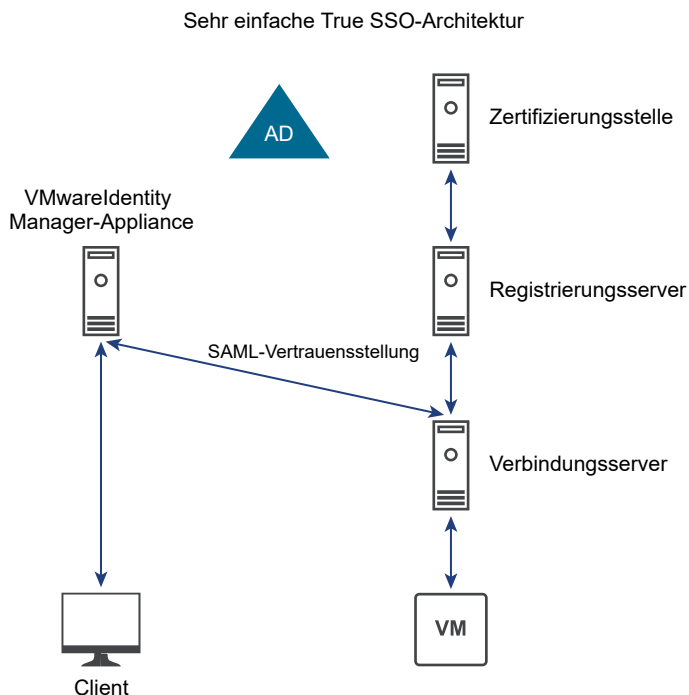 Sehr einfache True SSO-Architektur
AD
Zertifizierungsstelle
VMwareIdentity
Manager-Appliance
Registrierungsserver
SAML-Vertrauensstellung
Verbindungsserver
VM
Client